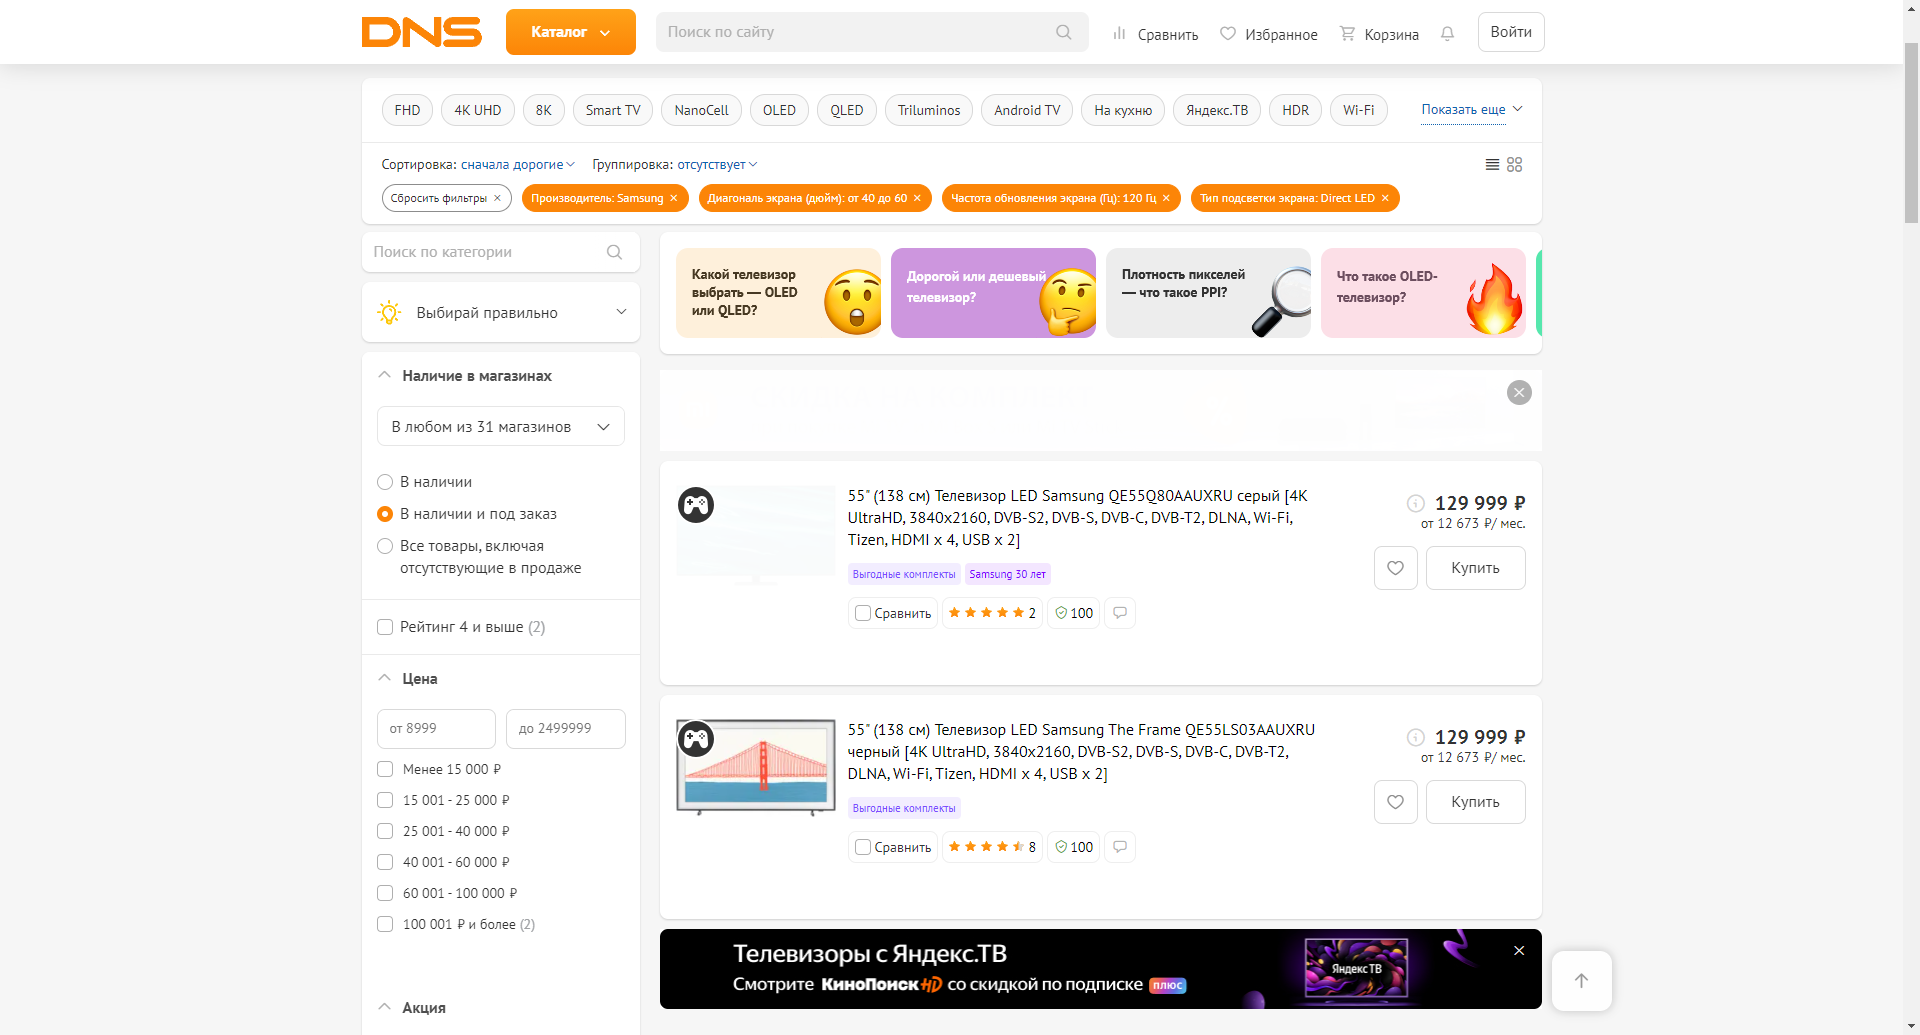 DNS
Каталог
Поиск по сайту
Сравнить
Избранное
Корзина
Войти
FHD
4K UHD
8K
Smart TV
NanoCell
OLED
QLED
Triluminos
Android TV
На кухню
Яндекс.ТВ
HDR
Wi-Fi
Показать еще
Сортировка: сначала дорогие
Группировка: отсутствует
Сбросить фильтры
Производитель: Samsung
Диагональ экрана (дюйм): от 40 до 60
Частота обновления экрана (Гц): 120 Гц
Тип подсветки экрана: Direct LED
Поиск по категории
Выбирай правильно
Наличие в магазинах
В любом из 31 магазинов
В наличии
В наличии и под заказ
Все товары, включая
отсутствующие в продаже
Рейтинг 4 и выше (2)
Цена
от 8999
до 2499999
Менее 15 000 ₽
15 001 - 25 000 ₽
25 001 - 40 000 ₽
40 001 - 60 000 ₽
60 001 - 100 000 ₽
100 001 ₽ и более (2)
Акция
Какой телевизор
выбрать — OLED
или QLED?
Дорогой или дешевый
телевизор?
Плотность пикселей
— что такое PPI?
Что такое OLED-
телевизор?
55" (138 см) Телевизор LED Samsung QE55Q80AAUXRU серый [4K
UltraHD, 3840x2160, DVB-S2, DVB-S, DVB-C, DVB-T2, DLNA, Wi-Fi,
Tizen, HDMI x 4, USB x 2]
Выгодные комплекты
Samsung 30 лет
Сравнить
2
100
129 999 ₽
от 12 673 ₽/ мес.
Купить
55" (138 см) Телевизор LED Samsung The Frame QE55LS03AAUXRU
черный [4K UltraHD, 3840x2160, DVB-S2, DVB-S, DVB-C, DVB-T2,
DLNA, Wi-Fi, Tizen, HDMI x 4, USB x 2]
Выгодные комплекты
Сравнить
8
100
129 999 ₽
от 12 673 ₽/ мес.
Купить
Телевизоры с Яндекс.ТВ
Смотрите КиноПоиск HD со скидкой по подписке плюс
Яндекс ТВ